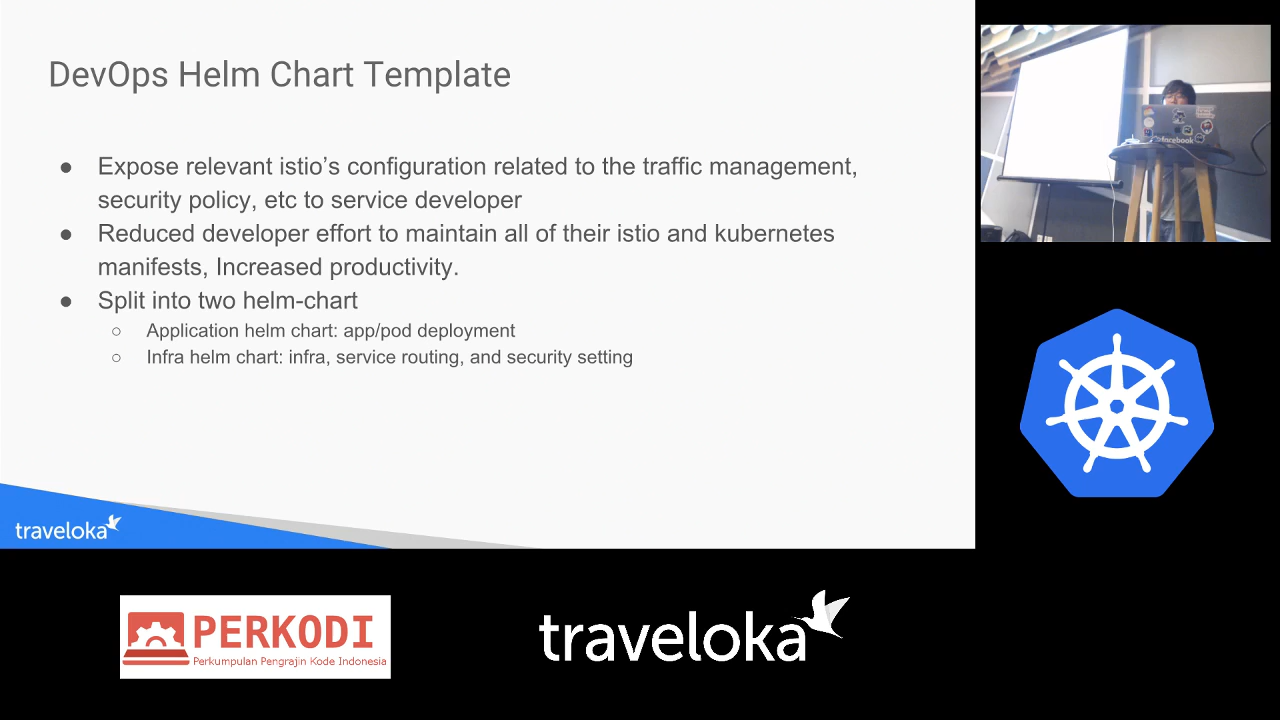 DevOps Helm Chart Template
● Expose relevant istio's configuration related to the traffic management,
security policy, etc to service developer
● Reduced developer effort to maintain all of their istio and kubernetes
manifests, Increased productivity.
● Split into two helm-chart
○ Application helm chart: app/pod deployment
○ Infra helm chart: infra, service routing, and security setting
traveloka
facebook
PERKODI
Perkumpulan Pengrajin Kode Indonesia
traveloka